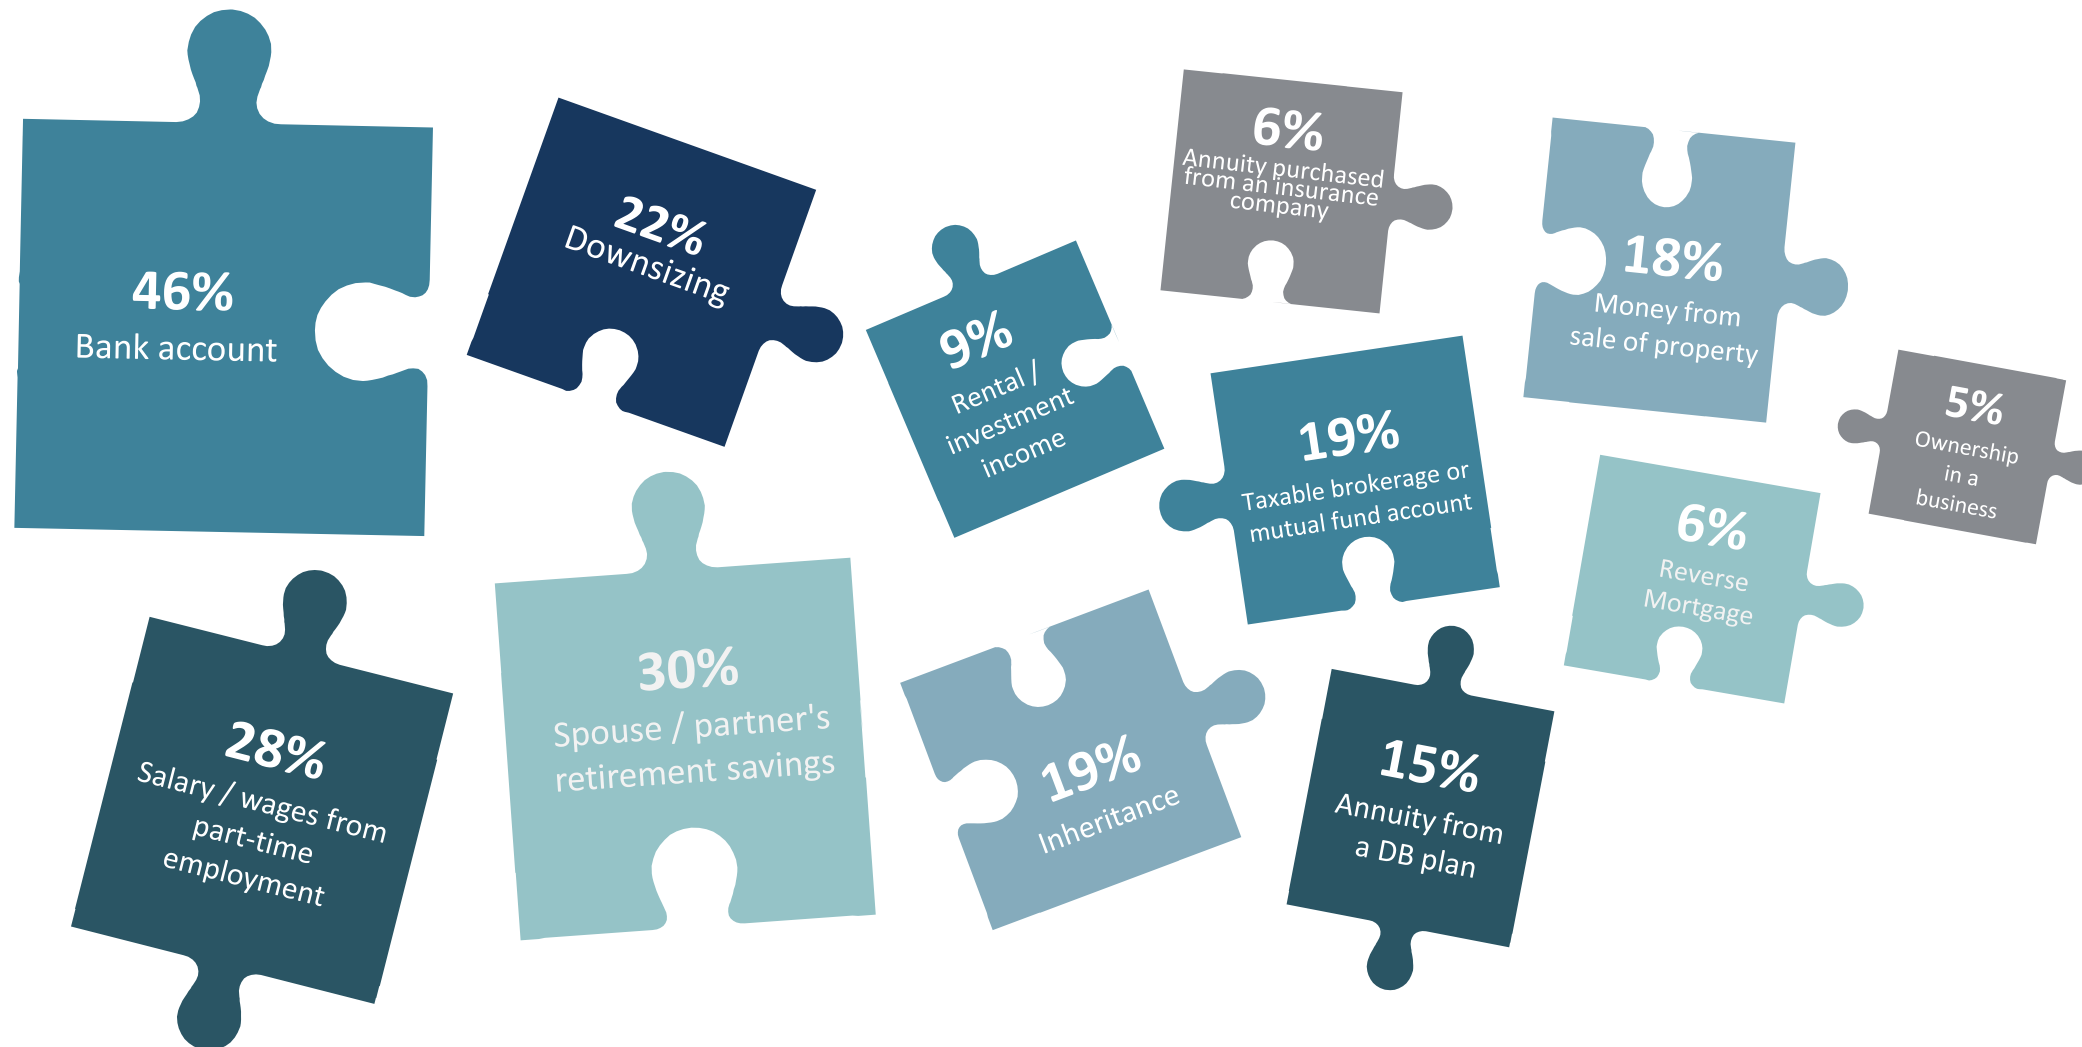 46%
Bank account
22%
Downsizing
9%
Rental /
investment
income
6%
Annuity purchased
from an insurance
company
18%
Money from
sale of property
5%
Ownership
in a
business
19%
Taxable brokerage or
mutual fund account
6%
Reverse
Mortgage
28%
Salary / wages from
part-time
employment
30%
Spouse / partner's
retirement savings
19%
Inheritance
15%
Annuity from
a DB plan